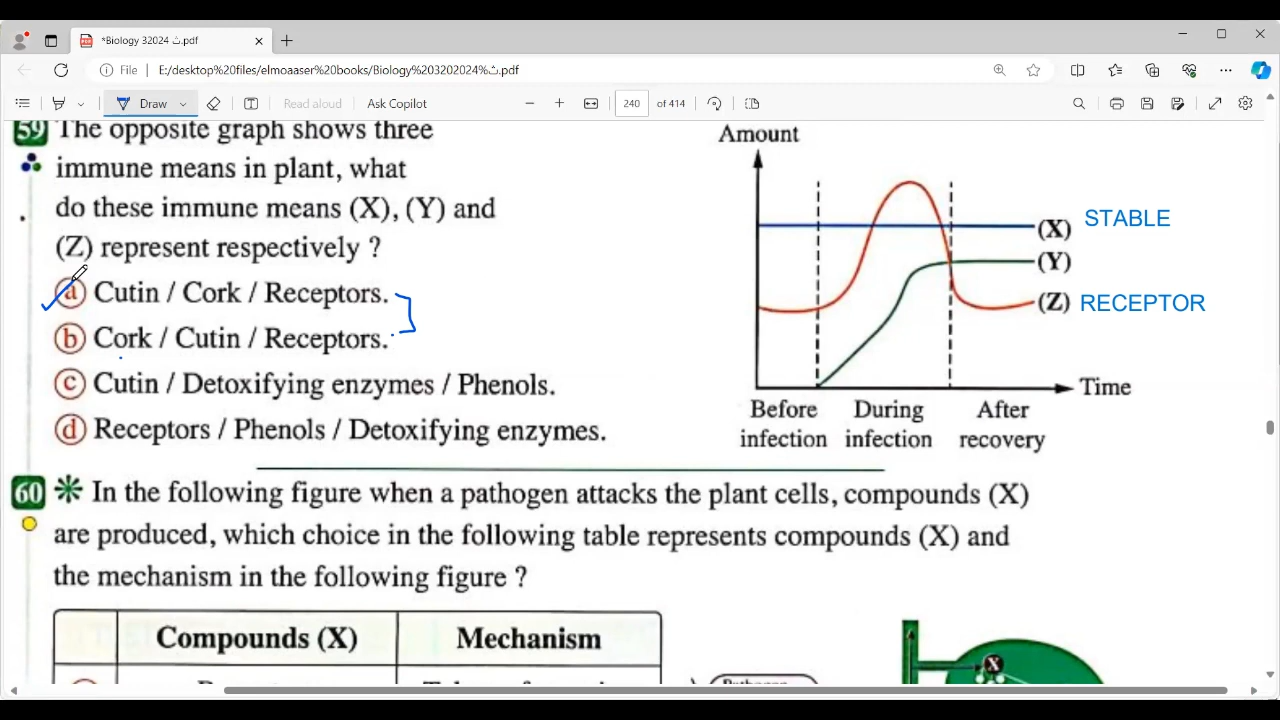 *Biology 32024 ث.pdf
File E:/desktop%20files/elmoaaser%20books/Biology%203202024%ث.pdf
Draw Read aloud Ask Copilot 240 of 414
59 The opposite graph shows three
immune means in plant, what
do these immune means (X), (Y) and
(Z) represent respectively ?
a Cutin / Cork / Receptors.
b Cork / Cutin / Receptors.
c Cutin / Detoxifying enzymes / Phenols.
d Receptors / Phenols / Detoxifying enzymes.
Amount
(X) STABLE
(Y)
(Z) RECEPTOR
Time
Before infection
During infection
After recovery
60 In the following figure when a pathogen attacks the plant cells, compounds (X)
are produced, which choice in the following table represents compounds (X) and
the mechanism in the following figure ?
Compounds (X) Mechanism
X